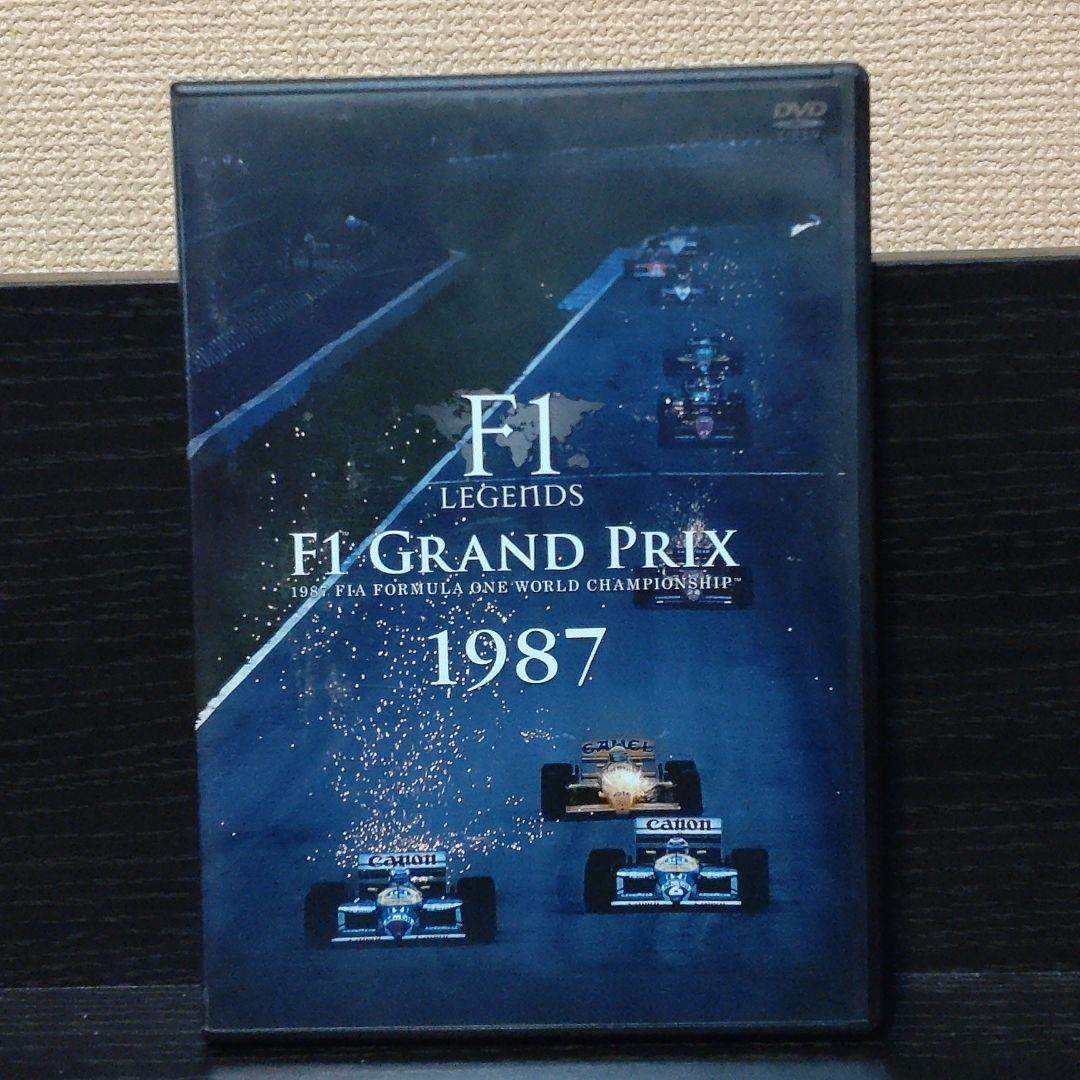 DVD
F1
LEGENDS
F1 GRAND PRIX
1987 FIA FORMULA ONE WORLD CHAMPIONSHIP™
1987
CAMEL
Canon
Canon